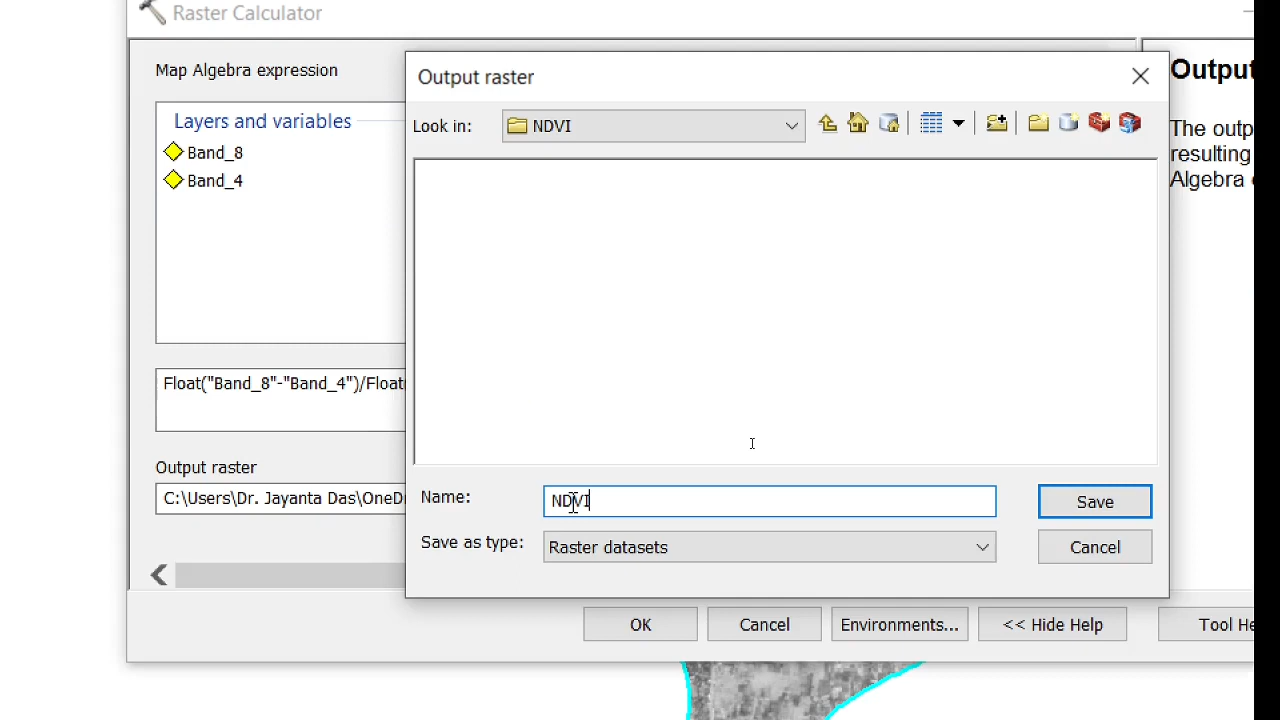 Raster Calculator
Map Algebra expression
Layers and variables
Band_8
Band_4
Float("Band_8"-"Band_4")/Float
Output raster
C:\Users\Dr. Jayanta Das\OneD
Output raster
Look in:
NDVI
Name:
NDVI
Save
Save as type:
Raster datasets
Cancel
OK
Cancel
Environments...
<< Hide Help
Tool He
Output
The outp
resulting
Algebra